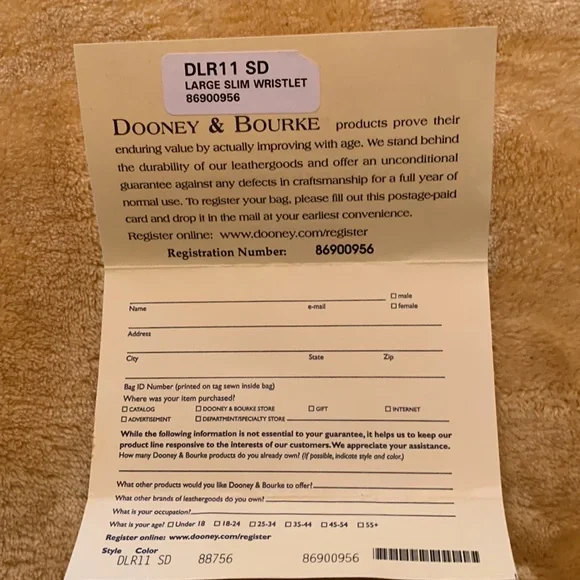 DLR11 SD
LARGE SLIM WRISTLET
86900956
DOONEY & BOURKE products prove their
enduring value by actually improving with age. We stand behind
the durability of our leathergoods and offer an unconditional
guarantee against any defects in craftsmanship for a full year of
normal use. To register your bag, please fill out this postage-paid
card and drop it in the mail at your earliest convenience.
Register online: www.dooney.com/register
Registration Number: 86900956
male
Name e-mail female
Address
City State Zip
Bag ID Number (printed on tag sewn inside bag)
Where was your item purchased?
CATALOG DOONEY & BOURKE STORE GIFT INTERNET
ADVERTISEMENT DEPARTMENT/SPECIALTY STORE
While the following information is not essential to your guarantee, it helps us to keep our
product line responsive to the interests of our customers. We appreciate your assistance.
How many Dooney & Bourke products do you already own? (If possible, indicate style and color.)
What other products would you like Dooney & Bourke to offer?
What other brands of leathergoods do you own?
What is your occupation?
What is your age? Under 18 18-24 25-34 35-44 45-54 55+
Register online: www.dooney.com/register
Style Color
DLR11 SD 88756 86900956